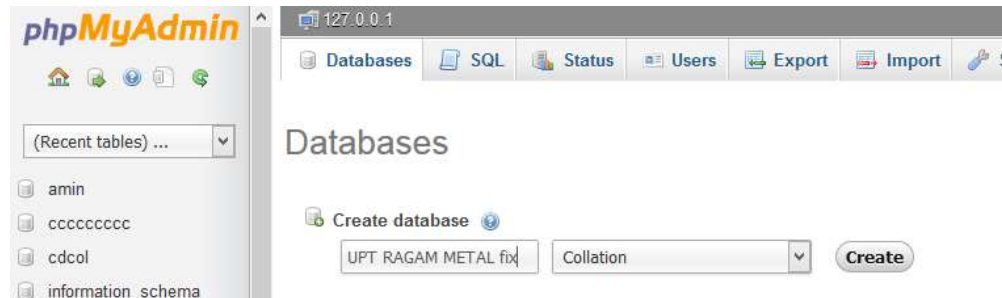 phpMyAdmin
(Recent tables) ...
amin
ccccccccc
cdcol
information_schema
127.0.0.1
Databases SQL Status Users Export Import
Databases
Create database
UPT RAGAM METAL fix Collation Create